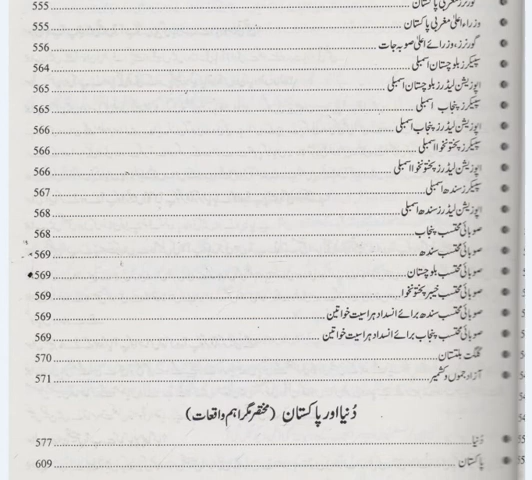 گورنرز مغربی پاکستان 555
وزراء اعلیٰ مغربی پاکستان 555
گورنرز، وزرائے اعلیٰ صوبہ جات 556
سپیکرز بلوچستان اسمبلی 564
اپوزیشن لیڈرز بلوچستان اسمبلی 565
سپیکرز پنجاب اسمبلی 565
اپوزیشن لیڈرز پنجاب اسمبلی 566
سپیکرز پختونخوا اسمبلی 566
اپوزیشن لیڈرز پختونخوا اسمبلی 566
سپیکرز سندھ اسمبلی 567
اپوزیشن لیڈرز سندھ اسمبلی 568
صوبائی محتسب پنجاب 568
صوبائی محتسب سندھ 569
صوبائی محتسب بلوچستان 569
صوبائی محتسب خیبر پختونخوا 569
صوبائی محتسب سندھ برائے انسداد ہراسیت خواتین 569
صوبائی محتسب پنجاب برائے انسداد ہراسیت خواتین 569
گلگت بلتستان 570
آزاد جموں و کشمیر 571
دُنیا اور پاکستان (مختصر مگر اہم واقعات)
دُنیا 577
پاکستان 609